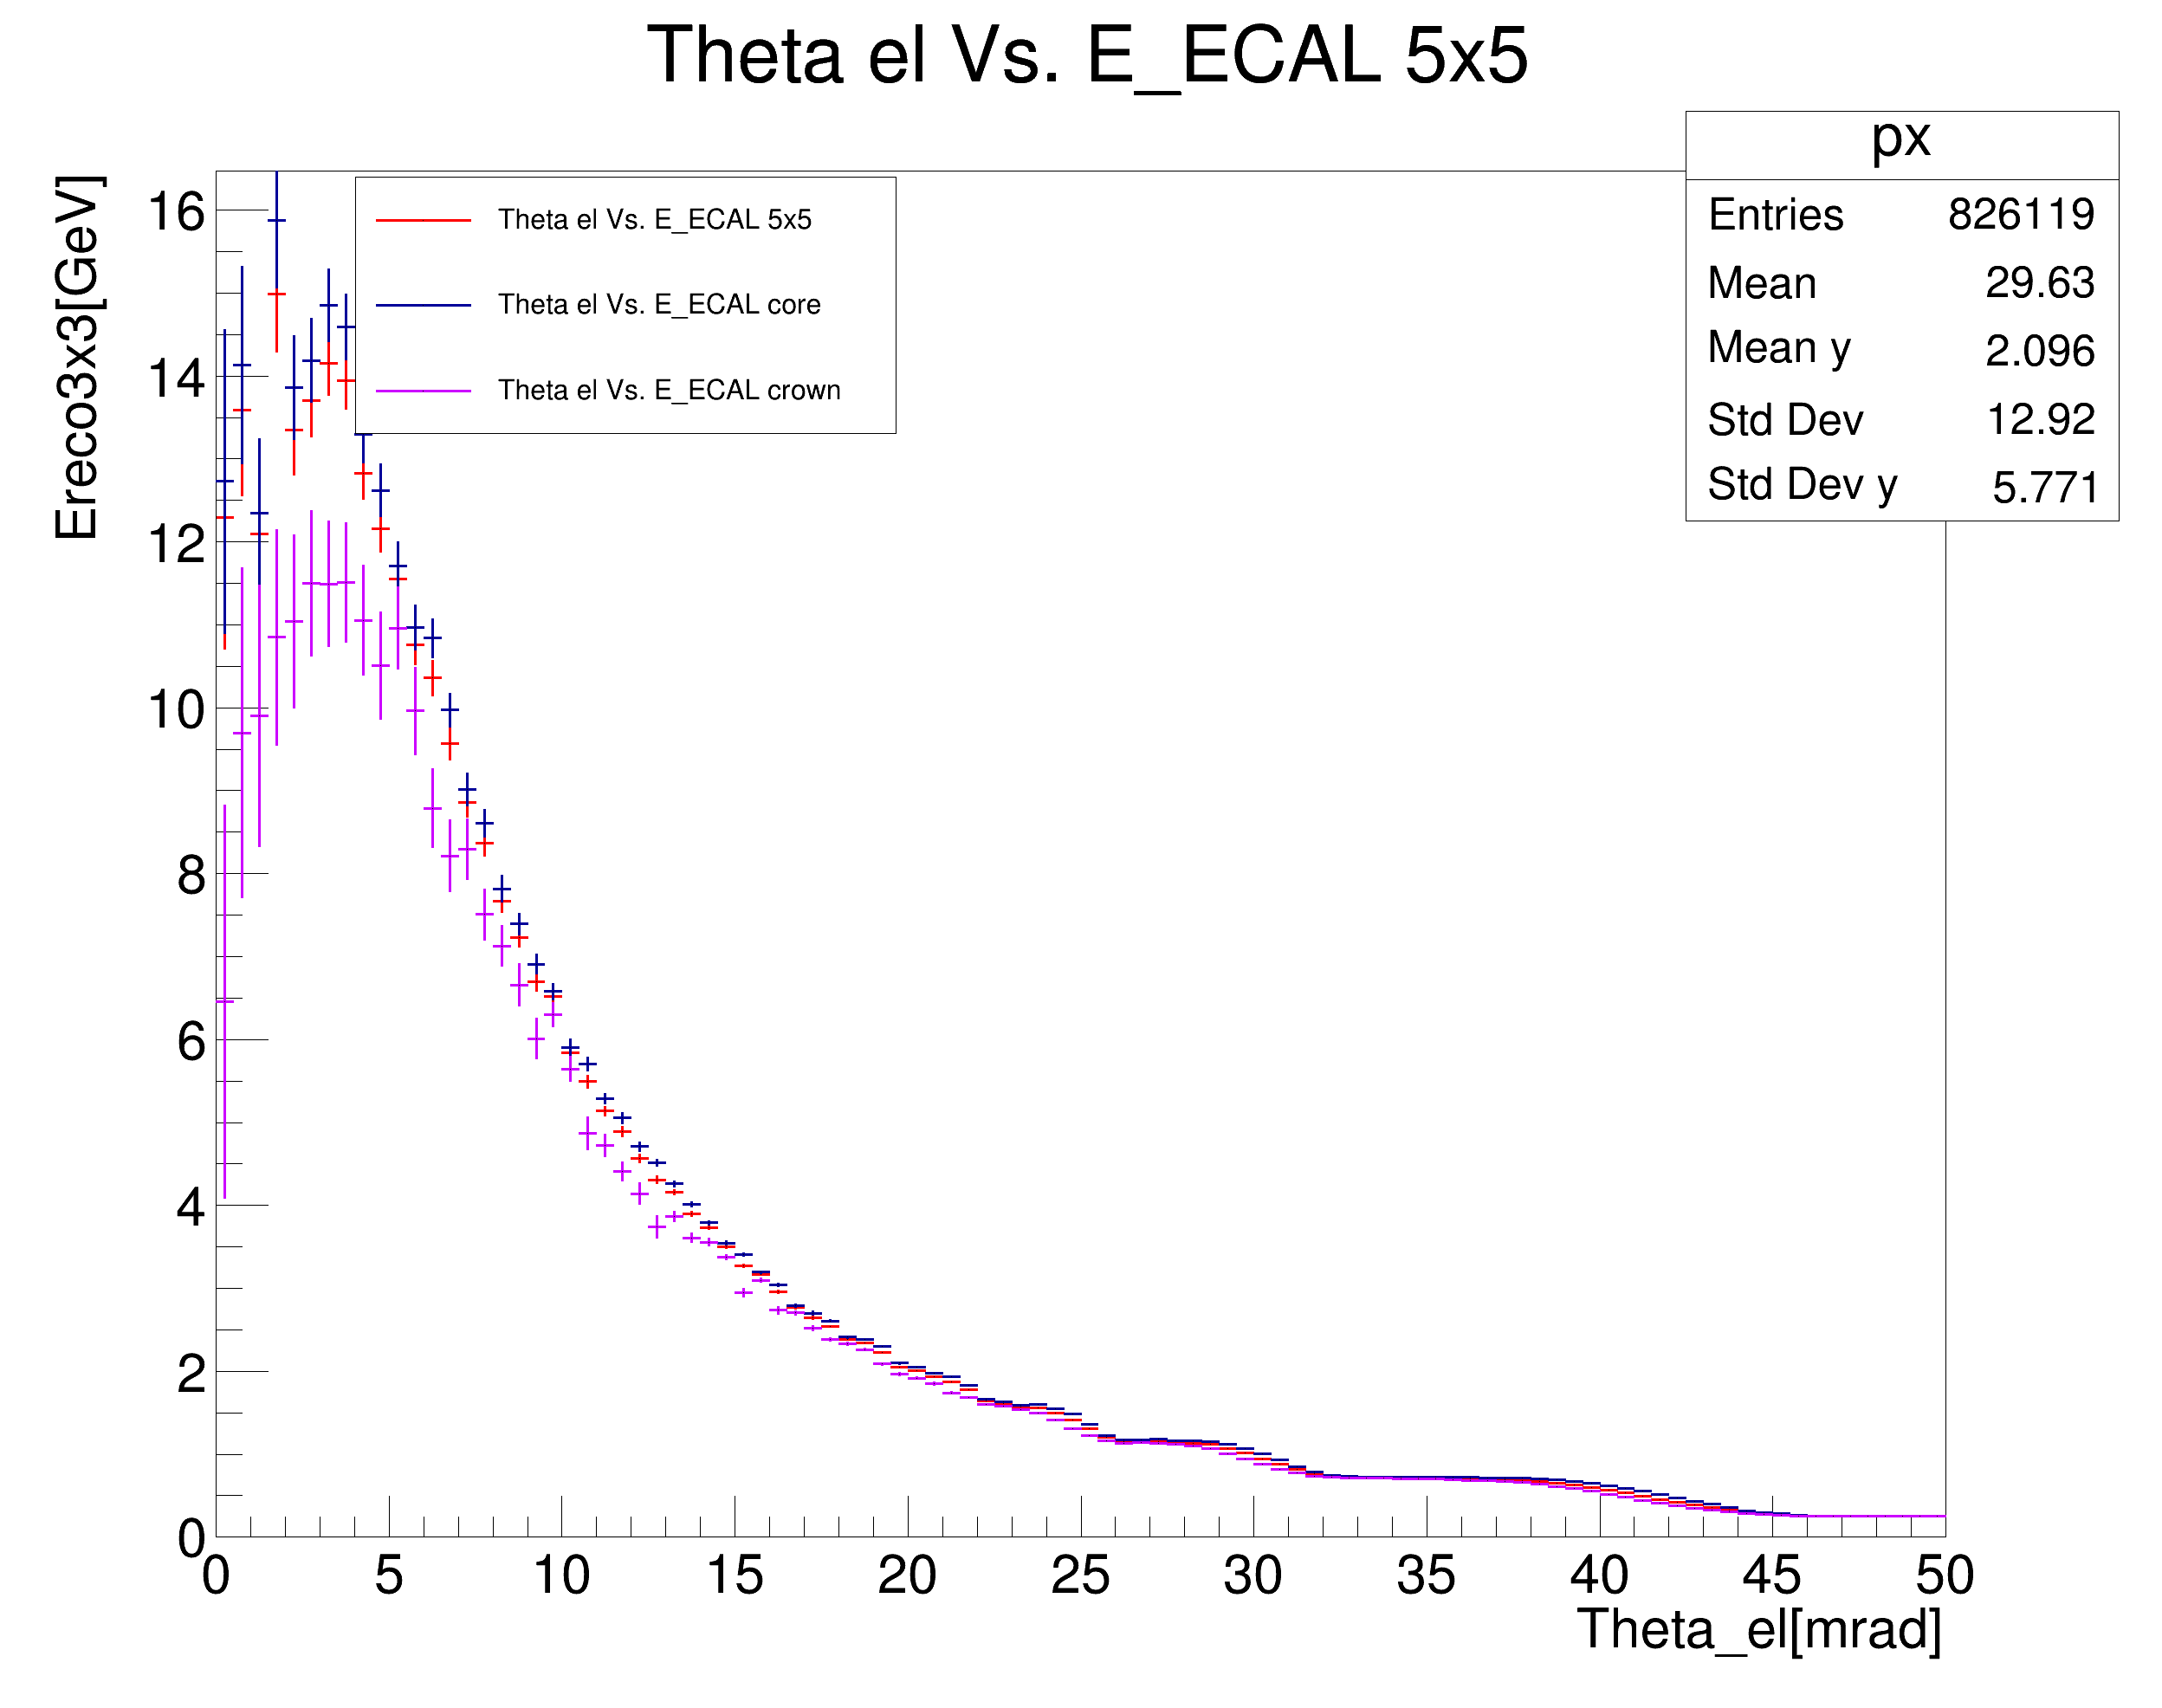 Theta el Vs. E_ECAL 5x5
px
Entries 826119
Mean 29.63
Mean y 2.096
Std Dev 12.92
Std Dev y 5.771
Theta el Vs. E_ECAL 5x5
Theta el Vs. E_ECAL core
Theta el Vs. E_ECAL crown
Ereco3x3[GeV]
16
14
12
10
8
6
4
2
0
0 5 10 15 20 25 30 35 40 45 50
Theta_el[mrad]